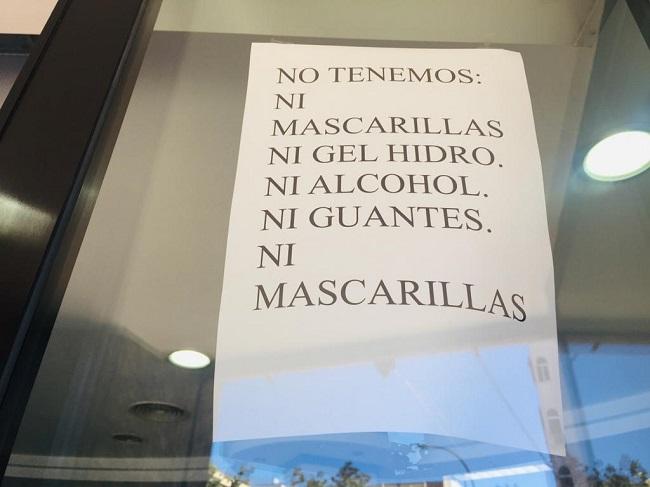 NO TENEMOS:
NI
MASCARILLAS
NI GEL HIDRO.
NI ALCOHOL.
NI GUANTES.
NI
MASCARILLAS